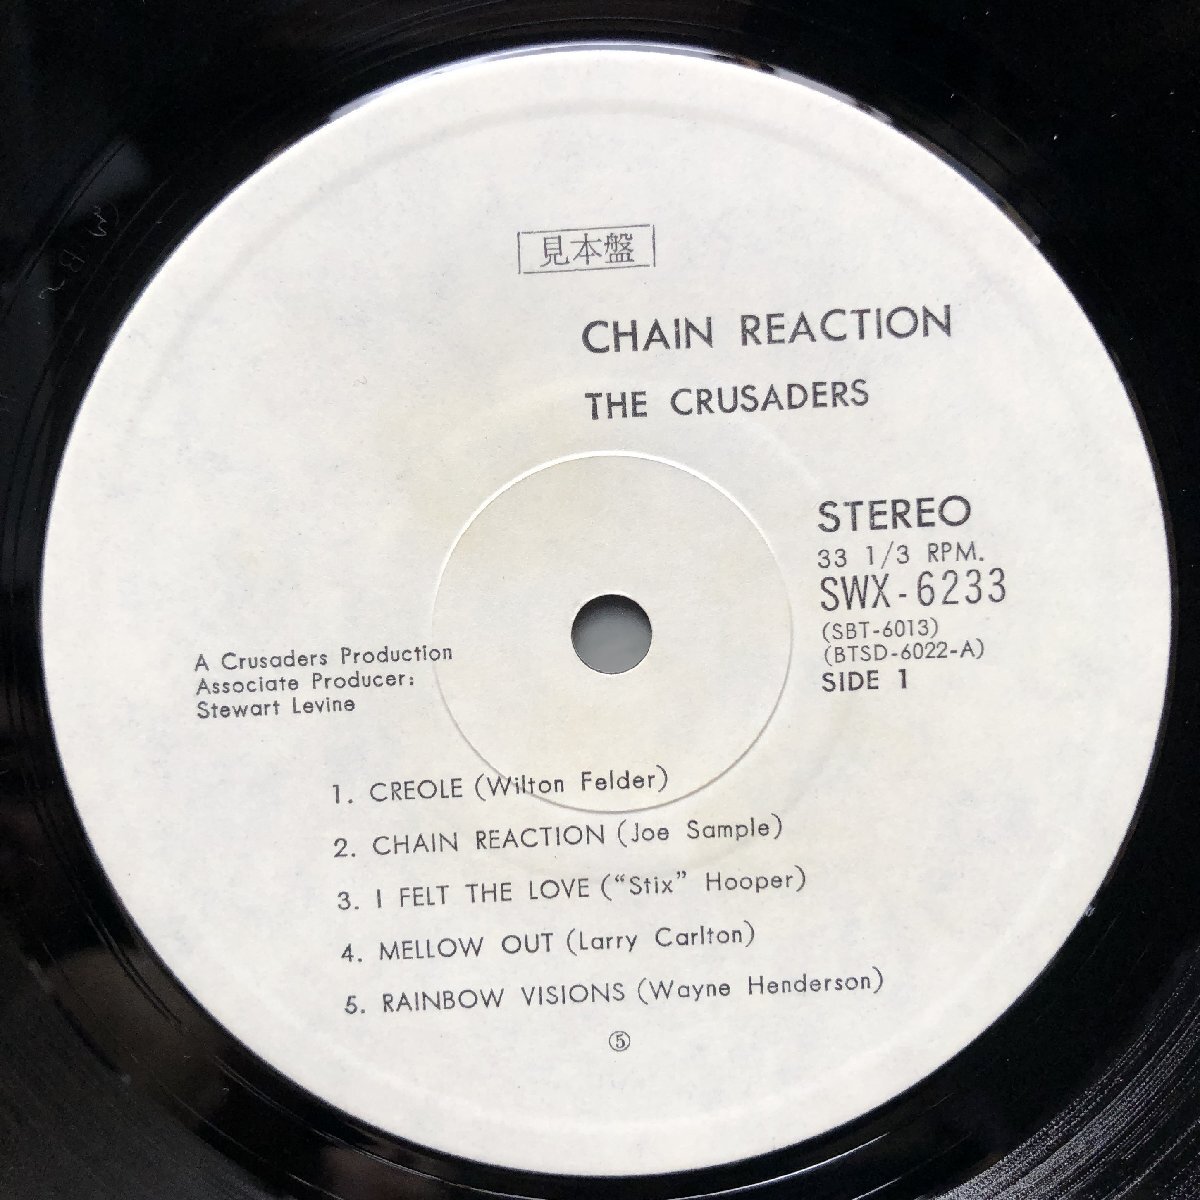 見本盤
CHAIN REACTION
THE CRUSADERS
STEREO
33 1/3 RPM.
SWX-6233
(SBT-6013)
(BTSD-6022-A)
SIDE 1
A Crusaders Production
Associate Producer:
Stewart Levine
1. CREOLE (Wilton Felder)
2. CHAIN REACTION (Joe Sample)
3. I FELT THE LOVE (“Stix” Hooper)
4. MELLOW OUT (Larry Carlton)
5. RAINBOW VISIONS (Wayne Henderson)
⑤